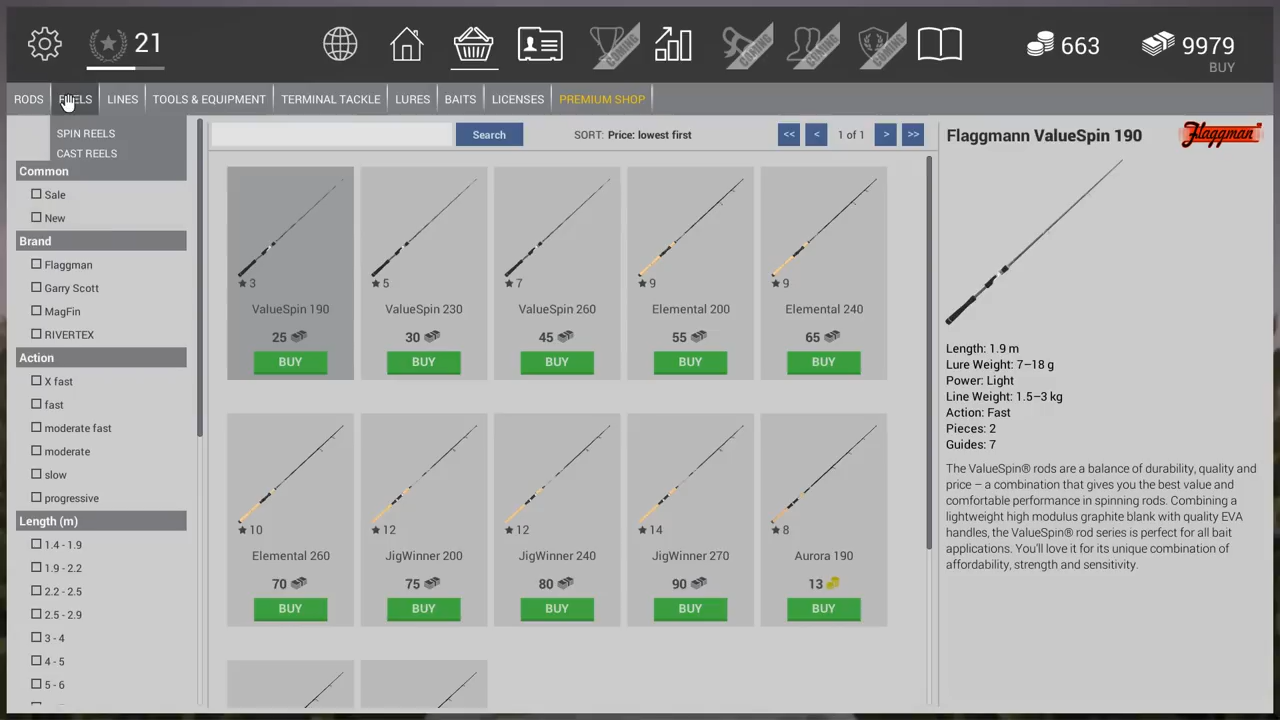 21
COMING
COMING
COMING
COMING
663
9979
BUY
RODS
REELS
LINES
TOOLS & EQUIPMENT
TERMINAL TACKLE
LURES
BAITS
LICENSES
PREMIUM SHOP
SPIN REELS
CAST REELS
Common
Sale
New
Brand
Flaggman
Garry Scott
MagFin
RIVERTEX
Action
X fast
fast
moderate fast
moderate
slow
progressive
Length (m)
1.4 - 1.9
1.9 - 2.2
2.2 - 2.5
2.5 - 2.9
3 - 4
4 - 5
5 - 6
Search
SORT: Price: lowest first
<<
<
1 of 1
>
>>
3
ValueSpin 190
25
BUY
5
ValueSpin 230
30
BUY
7
ValueSpin 260
45
BUY
9
Elemental 200
55
BUY
9
Elemental 240
65
BUY
10
Elemental 260
70
BUY
12
JigWinner 200
75
BUY
12
JigWinner 240
80
BUY
14
JigWinner 270
90
BUY
8
Aurora 190
13
BUY
Flaggmann ValueSpin 190
Flaggman
Length: 1.9 m
Lure Weight: 7–18 g
Power: Light
Line Weight: 1.5–3 kg
Action: Fast
Pieces: 2
Guides: 7
The ValueSpin® rods are a balance of durability, quality and
price – a combination that gives you the best value and
comfortable performance in spinning rods. Combining a
lightweight high modulus graphite blank with quality EVA
handles, the ValueSpin® rod series is perfect for all bait
applications. You'll love it for its unique combination of
affordability, strength and sensitivity.